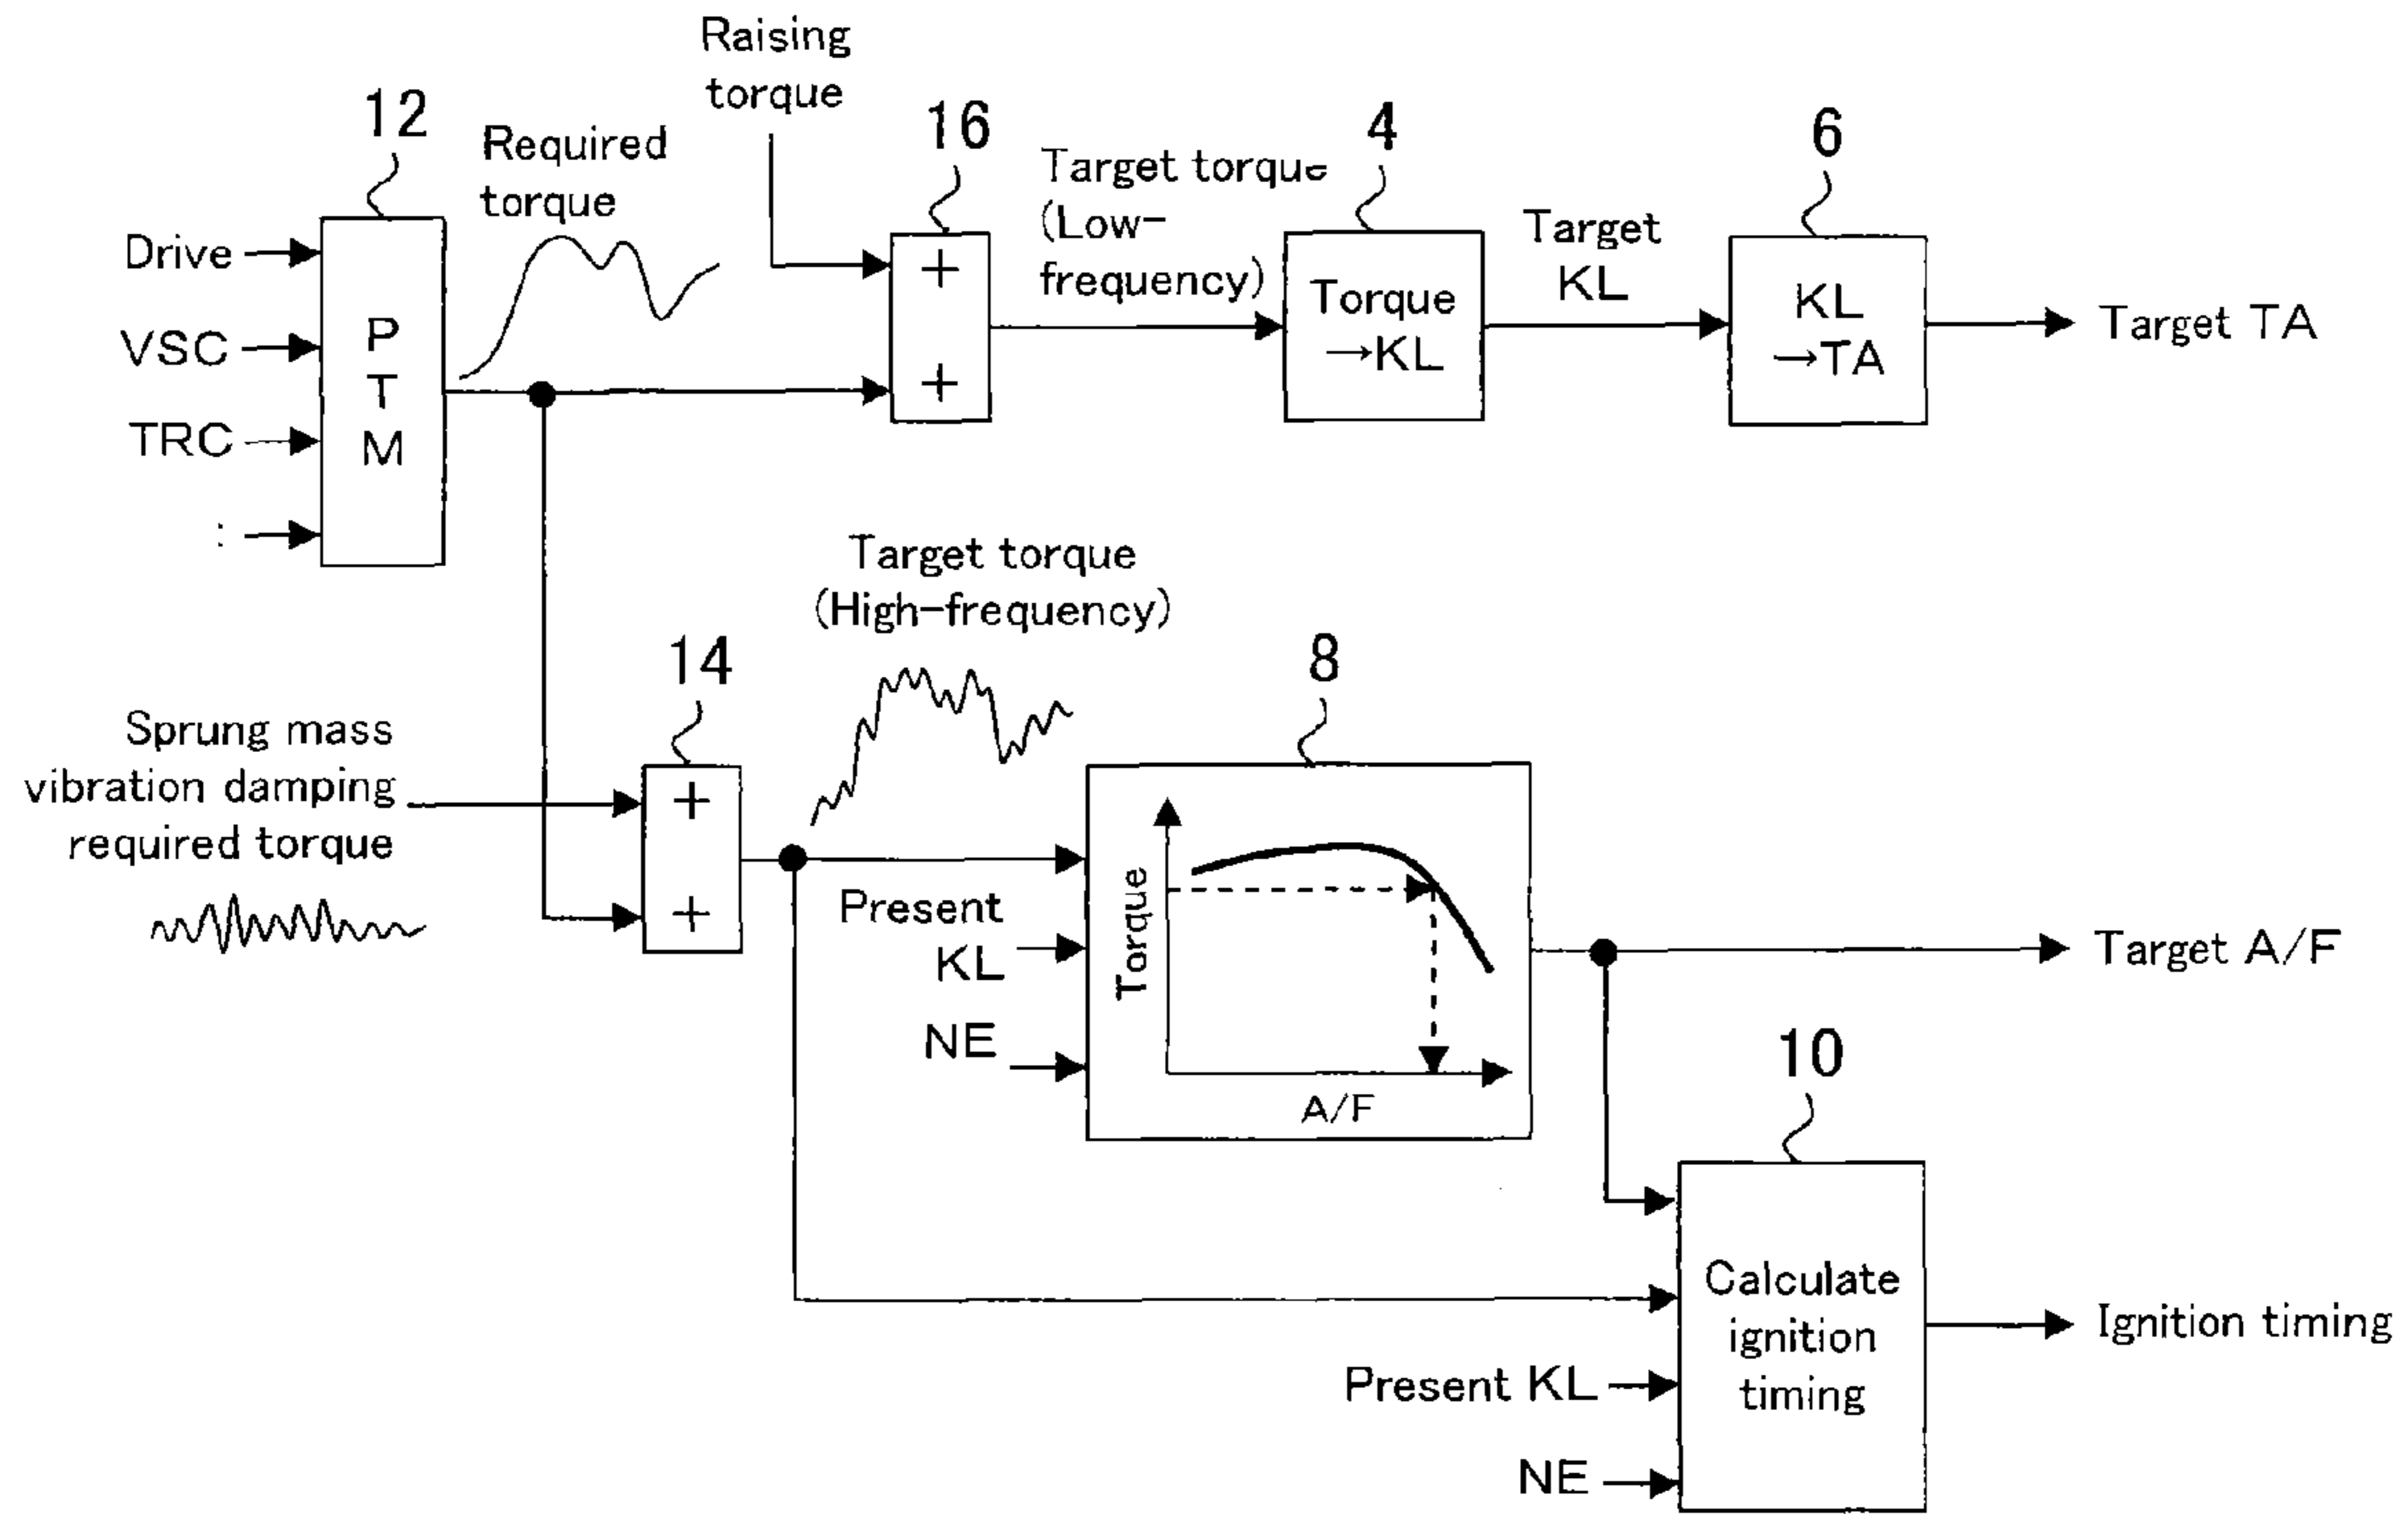 Raising
torque
12
Required
torque
16
Target torque
(Low-
frequency)
4
Target
KL
6
Drive
VSC
TRC
:
P
T
M
+
+
Torque
→KL
KL
→TA
Target TA
Target torque
(High-frequency)
14
8
Sprung mass
vibration damping
required torque
+
+
Present
KL
NE
Torque
A/F
Target A/F
10
Calculate
ignition
timing
Present KL
NE
Ignition timing